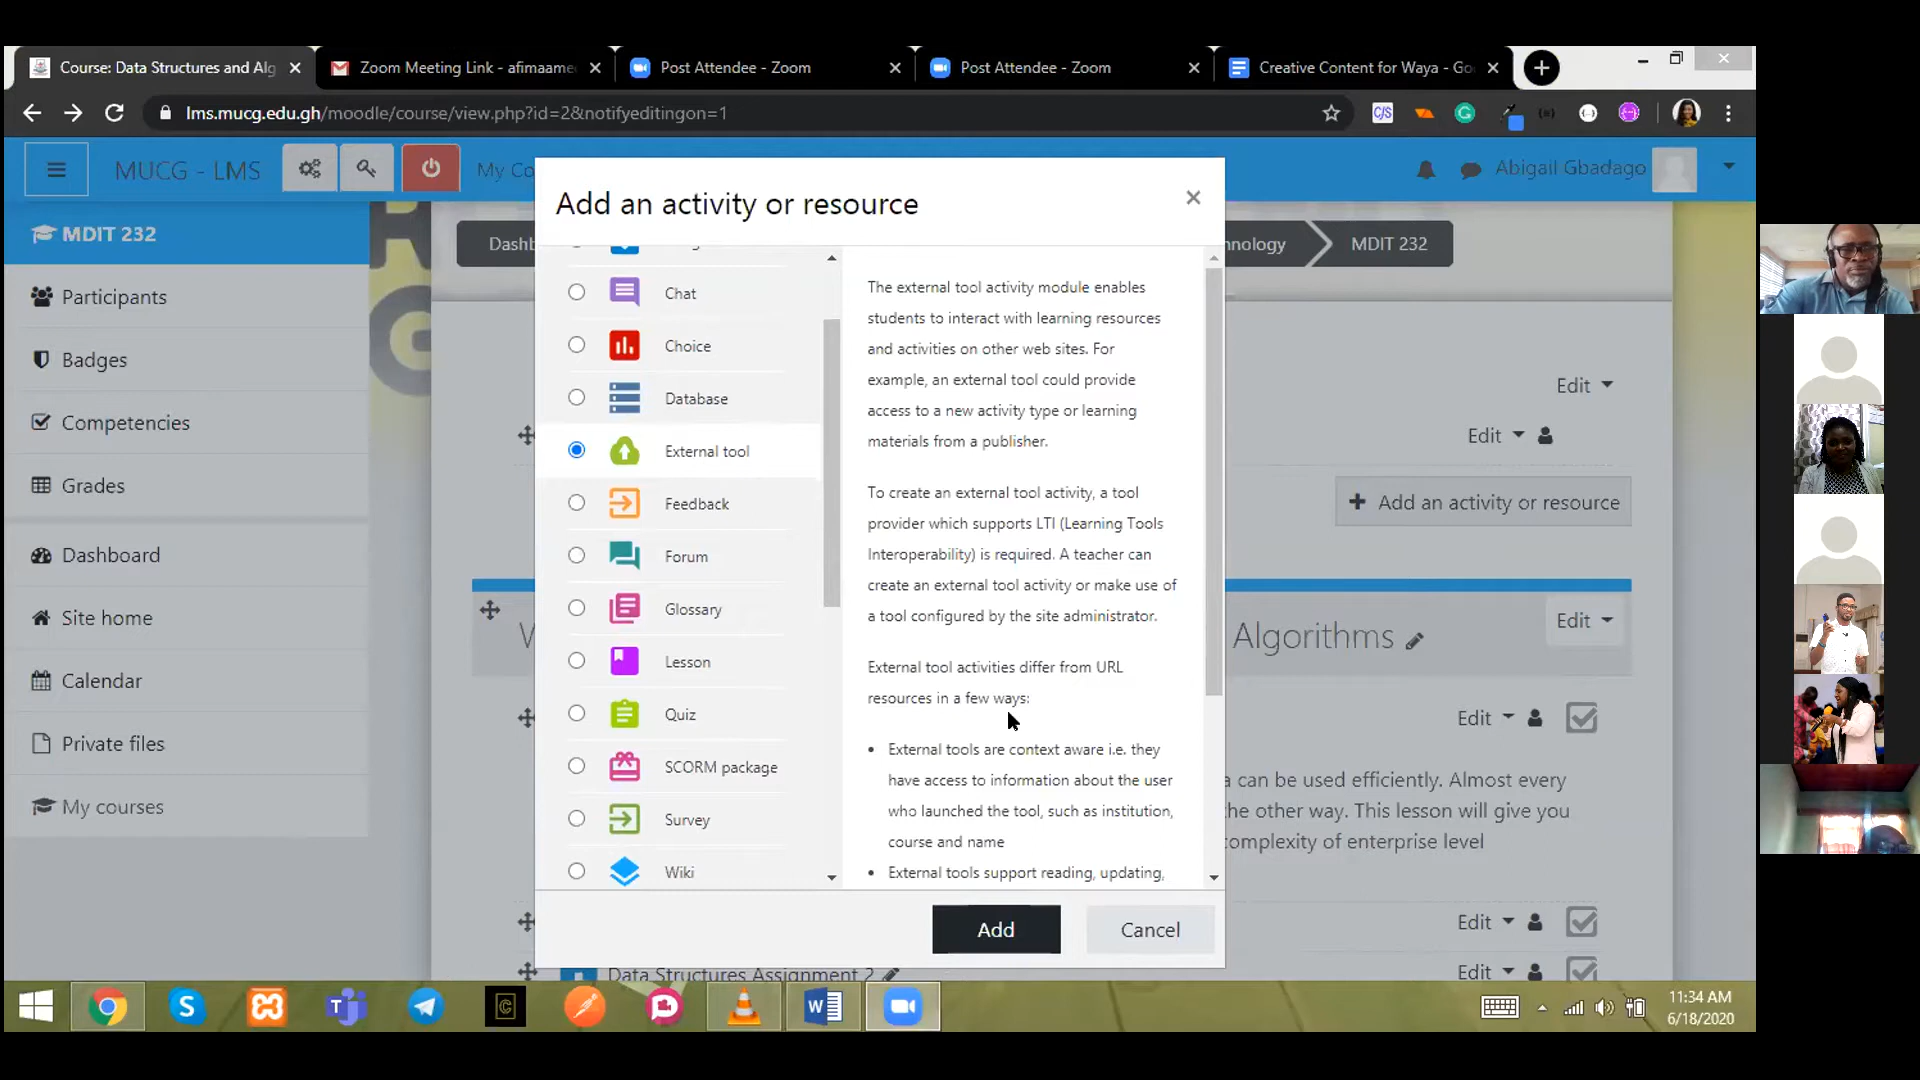 Course: Data Structures and Alg
Zoom Meeting Link - afimaame
Post Attendee - Zoom
Post Attendee - Zoom
Creative Content for Waya - Go
lms.mucg.edu.gh/moodle/course/view.php?id=2&notifyeditingon=1
MUCG - LMS
My Co
Abigail Gbadago
MDIT 232
Participants
Badges
Competencies
Grades
Dashboard
Site home
Calendar
Private files
My courses
Dashb
nology
MDIT 232
Edit
Edit
+ Add an activity or resource
Algorithms
Edit
Edit
a can be used efficiently. Almost every
the other way. This lesson will give you
complexity of enterprise level
Edit
Data Structures Assignment 2
Edit
Add an activity or resource
Chat
Choice
Database
External tool
Feedback
Forum
Glossary
Lesson
Quiz
SCORM package
Survey
Wiki
The external tool activity module enables
students to interact with learning resources
and activities on other web sites. For
example, an external tool could provide
access to a new activity type or learning
materials from a publisher.
To create an external tool activity, a tool
provider which supports LTI (Learning Tools
Interoperability) is required. A teacher can
create an external tool activity or make use of
a tool configured by the site administrator.
External tool activities differ from URL
resources in a few ways:
• External tools are context aware i.e. they
have access to information about the user
who launched the tool, such as institution,
course and name
• External tools support reading, updating,
Add
Cancel
11:34 AM
6/18/2020